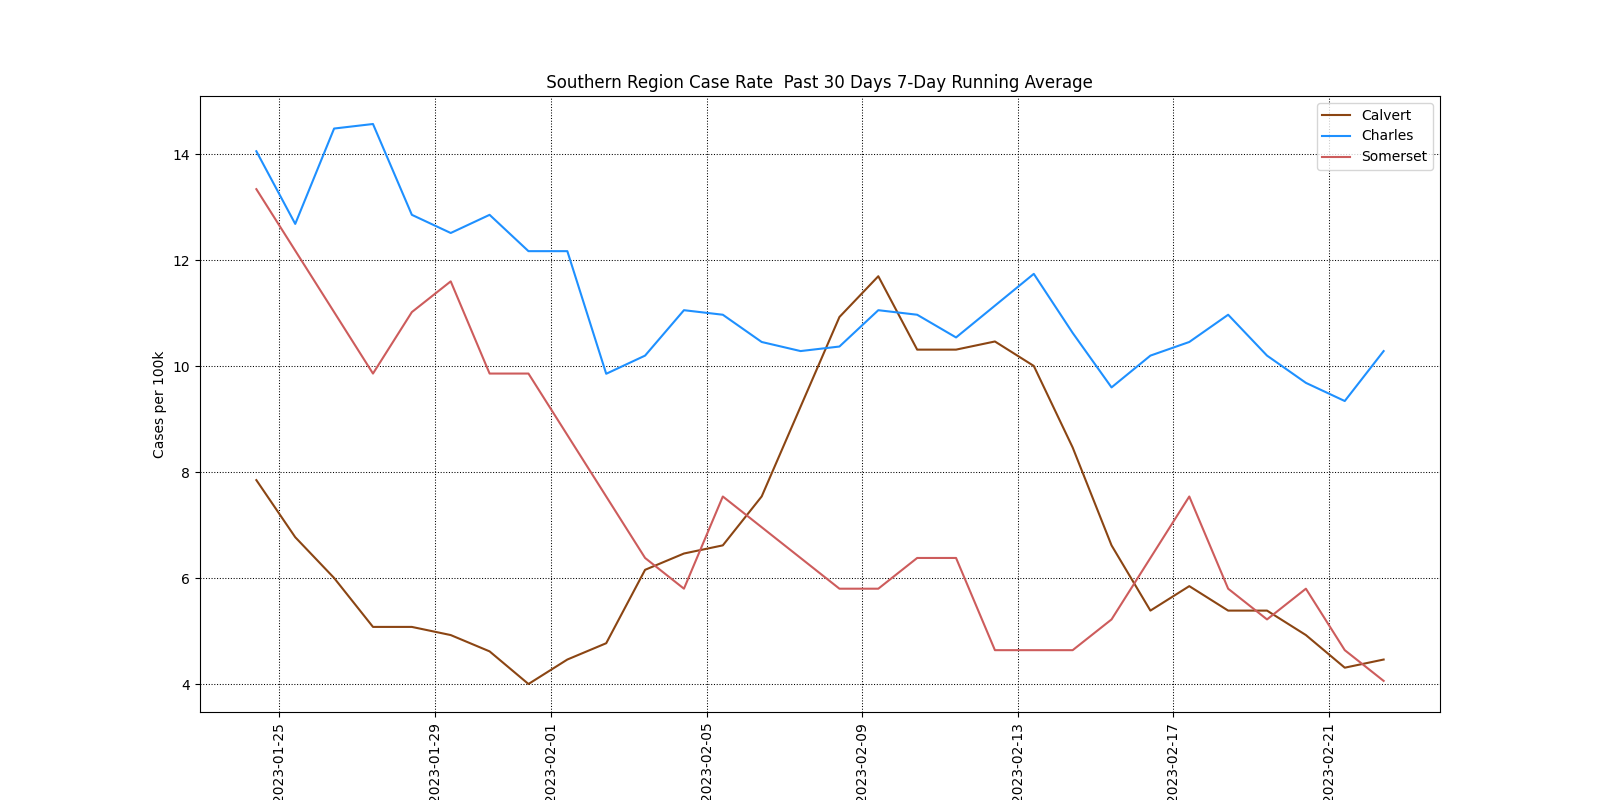 Southern Region Case Rate  Past 30 Days 7-Day Running Average
Calvert
Charles
Somerset
Cases per 100k
14
12
10
8
6
4
2023-01-25
2023-01-29
2023-02-01
2023-02-05
2023-02-09
2023-02-13
2023-02-17
2023-02-21